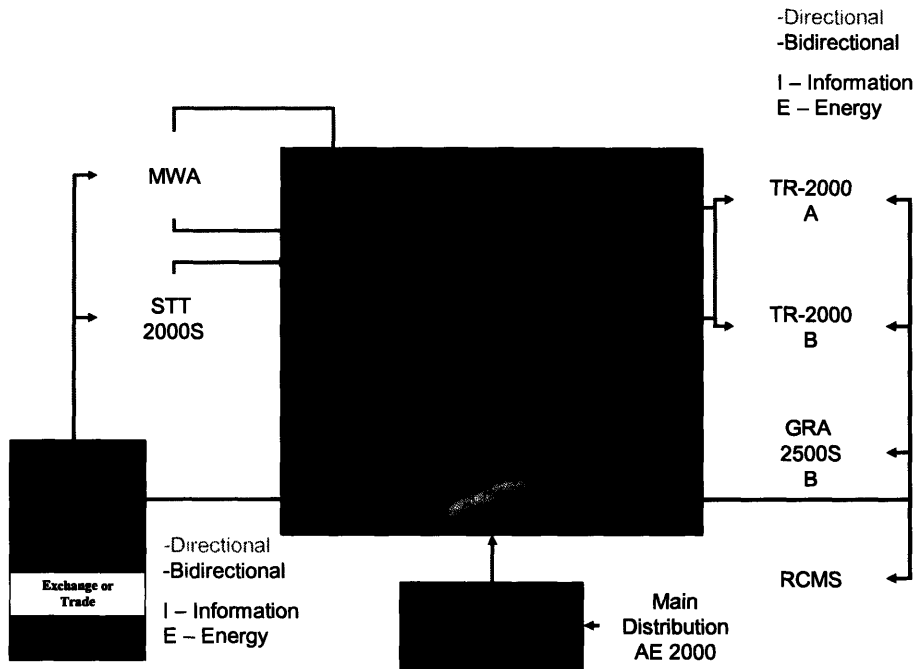 -Directional
-Bidirectional
I – Information
E – Energy
MWA
STT
2000S
TR-2000
A
TR-2000
B
GRA
2500S
B
RCMS
Exchange or
Trade
-Directional
-Bidirectional
I – Information
E – Energy
Main
Distribution
AE 2000